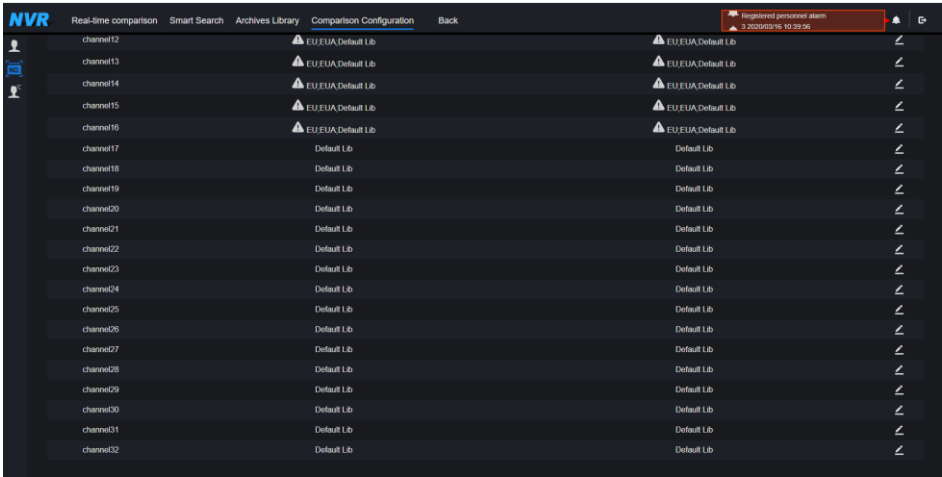 NVR Real-time comparison Smart Search Archives Library Comparison Configuration Back
Registered personnel alarm
3 2020/03/16 10:39:56
channel12 EU;EUA;Default Lib EU;EUA;Default Lib
channel13 EU;EUA;Default Lib EU;EUA;Default Lib
channel14 EU;EUA;Default Lib EU;EUA;Default Lib
channel15 EU;EUA;Default Lib EU;EUA;Default Lib
channel16 EU;EUA;Default Lib EU;EUA;Default Lib
channel17 Default Lib Default Lib
channel18 Default Lib Default Lib
channel19 Default Lib Default Lib
channel20 Default Lib Default Lib
channel21 Default Lib Default Lib
channel22 Default Lib Default Lib
channel23 Default Lib Default Lib
channel24 Default Lib Default Lib
channel25 Default Lib Default Lib
channel26 Default Lib Default Lib
channel27 Default Lib Default Lib
channel28 Default Lib Default Lib
channel29 Default Lib Default Lib
channel30 Default Lib Default Lib
channel31 Default Lib Default Lib
channel32 Default Lib Default Lib